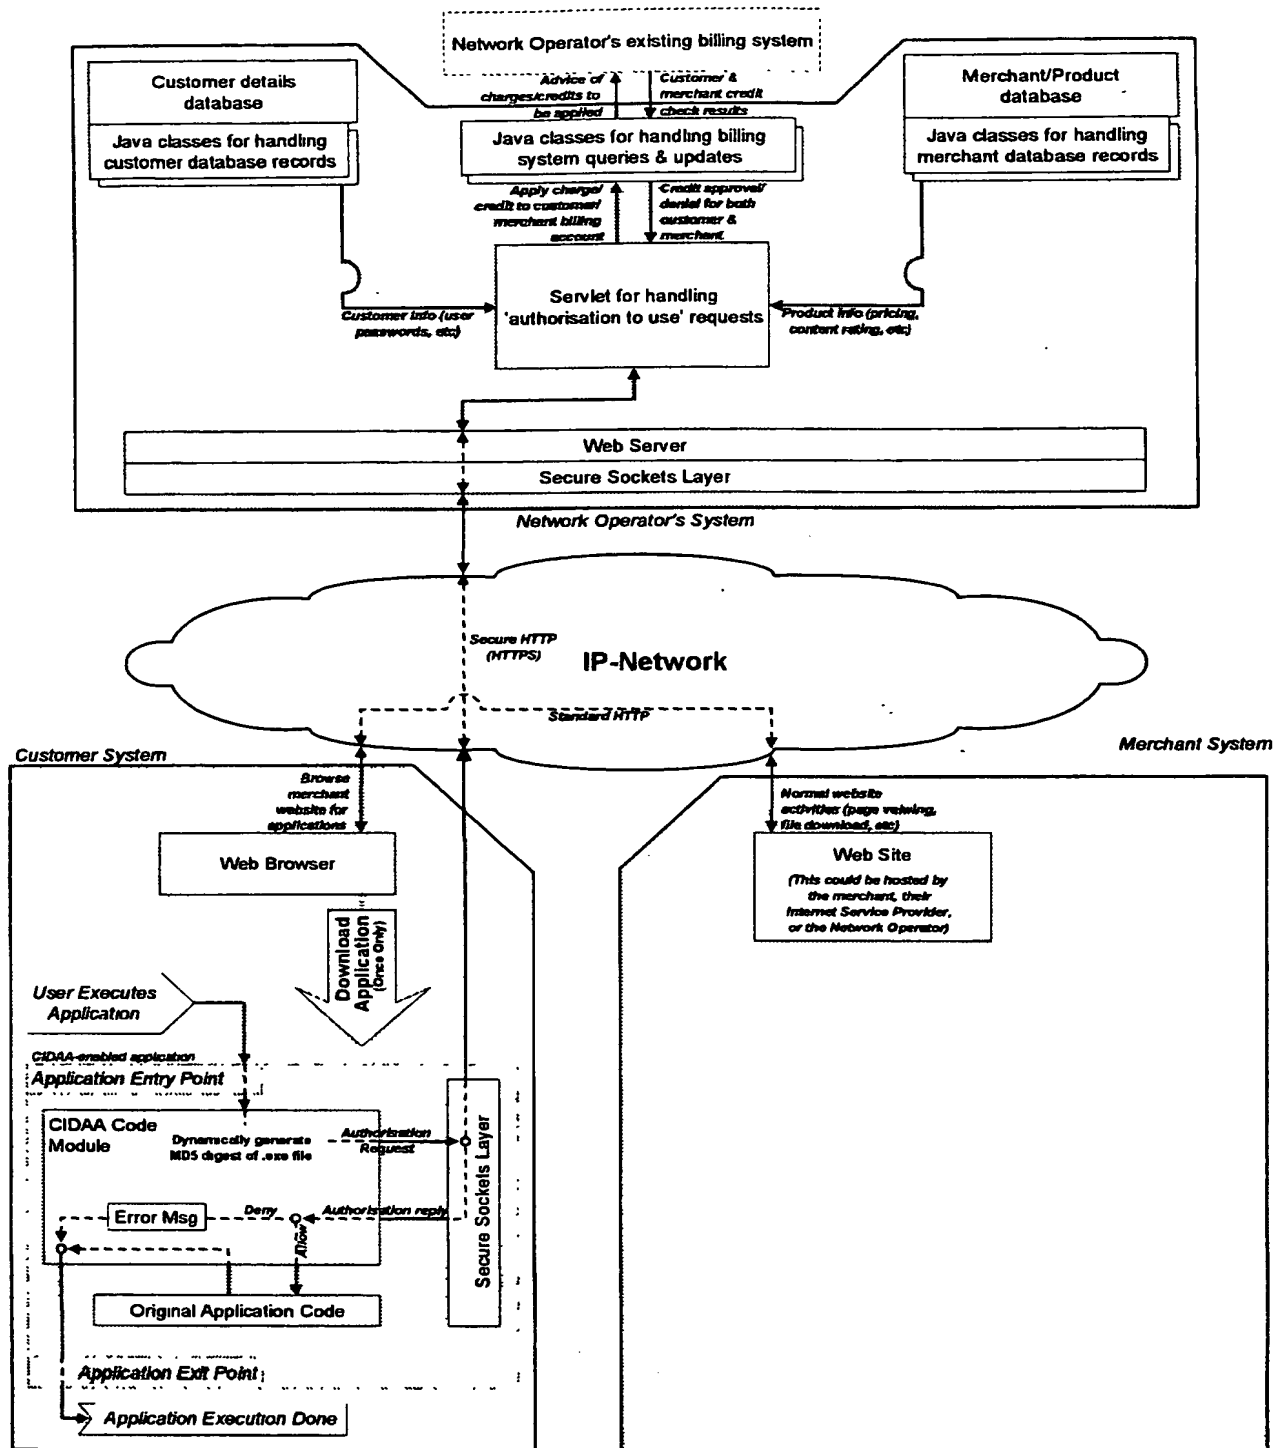 Network Operator's existing billing system
Customer details
database
Java classes for handling
customer database records
Advice of
charges/credits to
be applied
Customer &
merchant credit
check results
Java classes for handling billing
system queries & updates
Merchant/Product
database
Java classes for handling
merchant database records
Apply charge/
credit to customer/
merchant billing
account
Credit approval/
denial for both
customer &
merchant.
Servlet for handling
'authorisation to use' requests
Customer info (user
passwords, etc)
Product info (pricing,
content rating, etc)
Web Server
Secure Sockets Layer
Network Operator's System
Secure HTTP
(HTTPS)
IP-Network
Standard HTTP
Customer System
Merchant System
Browse
merchant
website for
applications
Web Browser
Normal website
activities (page veiwing,
file download, etc)
Web Site
(This could be hosted by
the merchant, their
Internet Service Provider,
or the Network Operator)
Download
Application
(Once Only)
User Executes
Application
CIDAA-enabled application
Application Entry Point
CIDAA Code
Module
Dynamically generate
MD5 digest of .exe file
Authorisation
Request
Secure Sockets Layer
Error Msg
Deny
Allow
Authorisation reply
Original Application Code
Application Exit Point
Application Execution Done